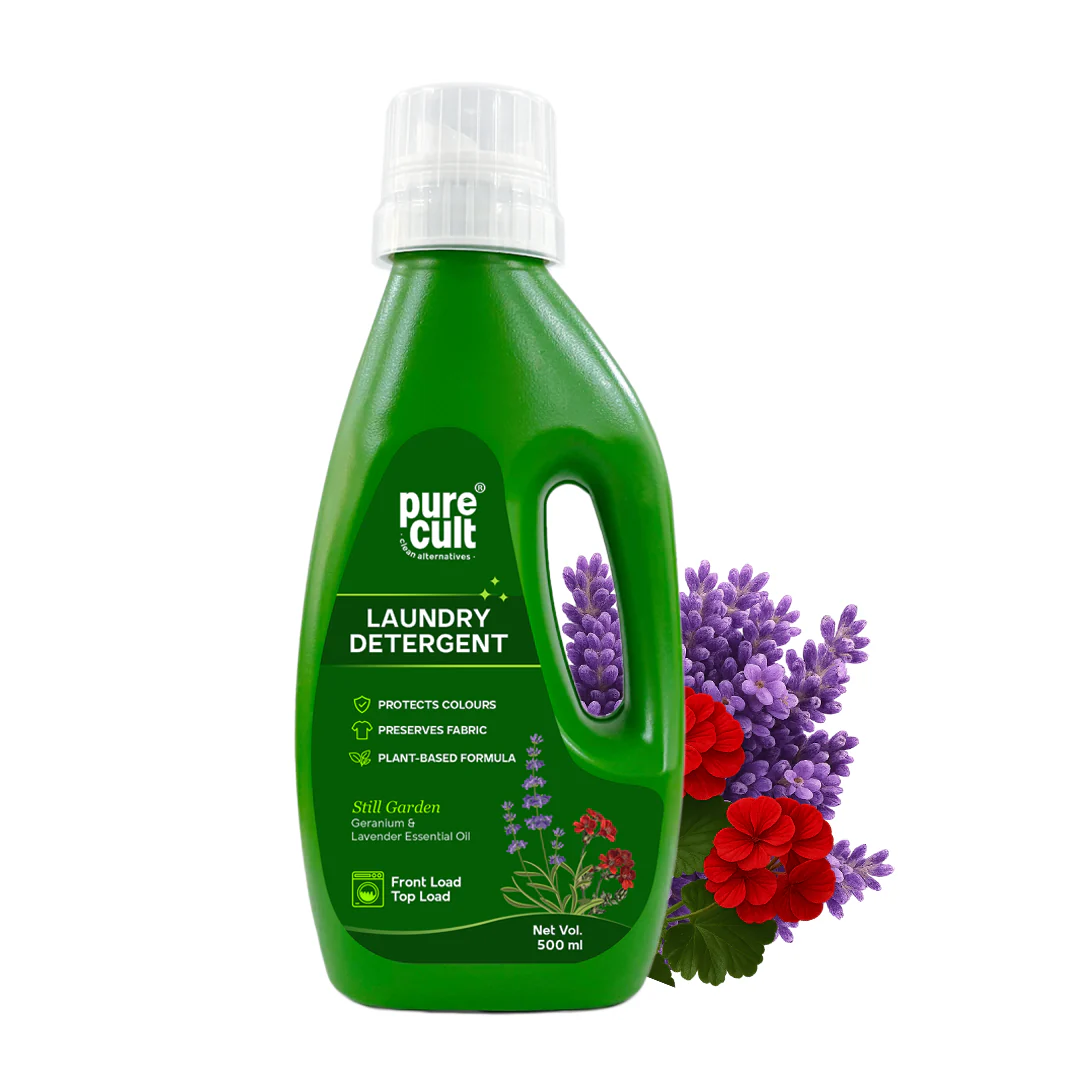 pure®
cult
· clean alternatives ·
LAUNDRY
DETERGENT
PROTECTS COLOURS
PRESERVES FABRIC
PLANT-BASED FORMULA
Still Garden
Geranium &
Lavender Essential Oil
Front Load
Top Load
Net Vol.
500 ml